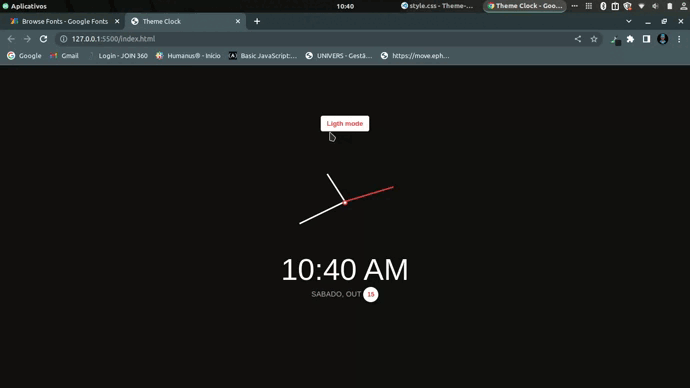 Aplicativos
10:40
style.css - Theme-...
Theme Clock - Goo...
Browse Fonts - Google Fonts
Theme Clock
127.0.0.1:5500/index.html
Google
Gmail
Login - JOIN 360
Humanus® - Início
Basic JavaScript:...
UNIVERS - Gestã...
https://move.eph...
Ligth mode
10:40 AM
SABADO, OUT 15